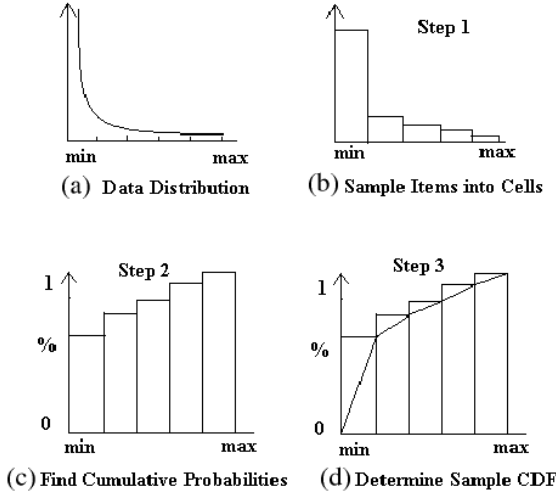 min max
(a) Data Distribution
Step 1
min max
(b) Sample Items into Cells
Step 2
1
%
0
min max
(c) Find Cumulative Probabilities
Step 3
1
%
0
min max
(d) Determine Sample CDF